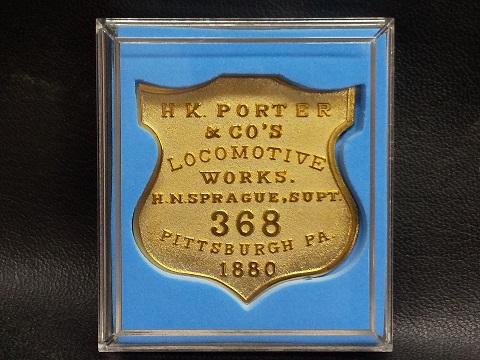 H.K. PORTER
& CO'S
LOCOMOTIVE
WORKS.
H.N.SPRAGUE, SUPT.
368
PITTSBURGH PA.
1880